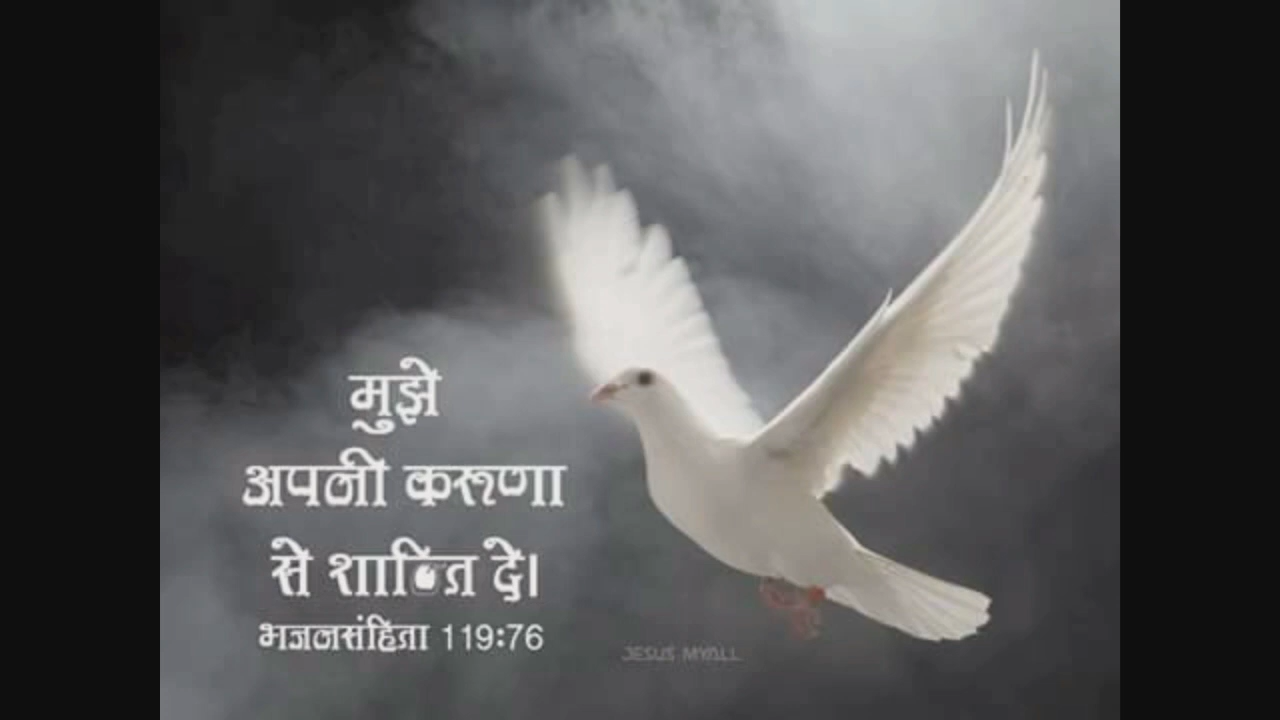 मुझे
अपनी करूणा
से शान्ति दे।
भजनसंहिता 119:76
JESUS MYALL